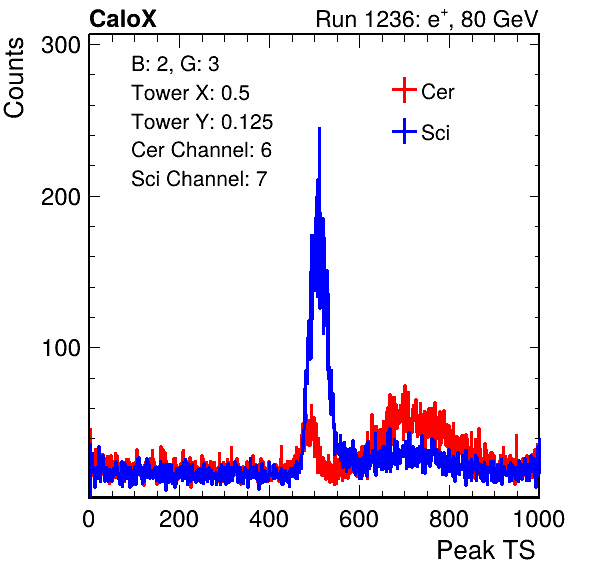 CaloX
Run 1236: e+, 80 GeV
Counts
B: 2, G: 3
Tower X: 0.5
Tower Y: 0.125
Cer Channel: 6
Sci Channel: 7
Cer
Sci
300
200
100
0 200 400 600 800 1000
Peak TS